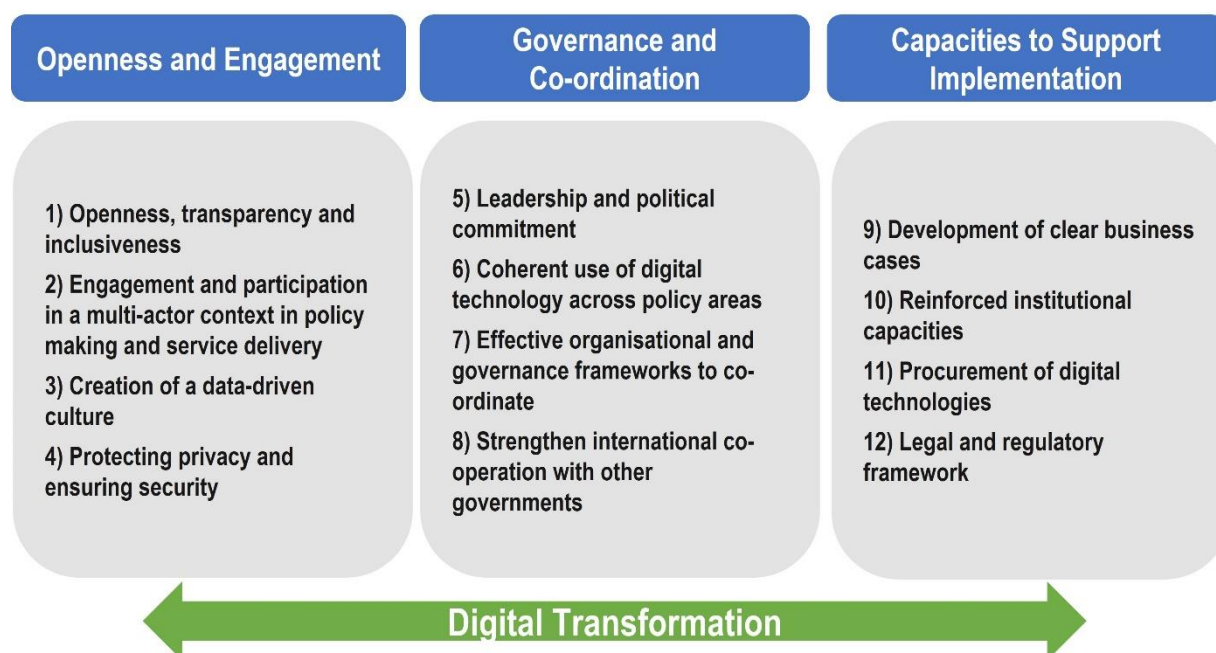 Openness and Engagement
1) Openness, transparency and
inclusiveness
2) Engagement and participation
in a multi-actor context in policy
making and service delivery
3) Creation of a data-driven
culture
4) Protecting privacy and
ensuring security
Governance and
Co-ordination
5) Leadership and political
commitment
6) Coherent use of digital
technology across policy areas
7) Effective organisational and
governance frameworks to co-
ordinate
8) Strengthen international co-
operation with other
governments
Capacities to Support
Implementation
9) Development of clear business
cases
10) Reinforced institutional
capacities
11) Procurement of digital
technologies
12) Legal and regulatory
framework
Digital Transformation